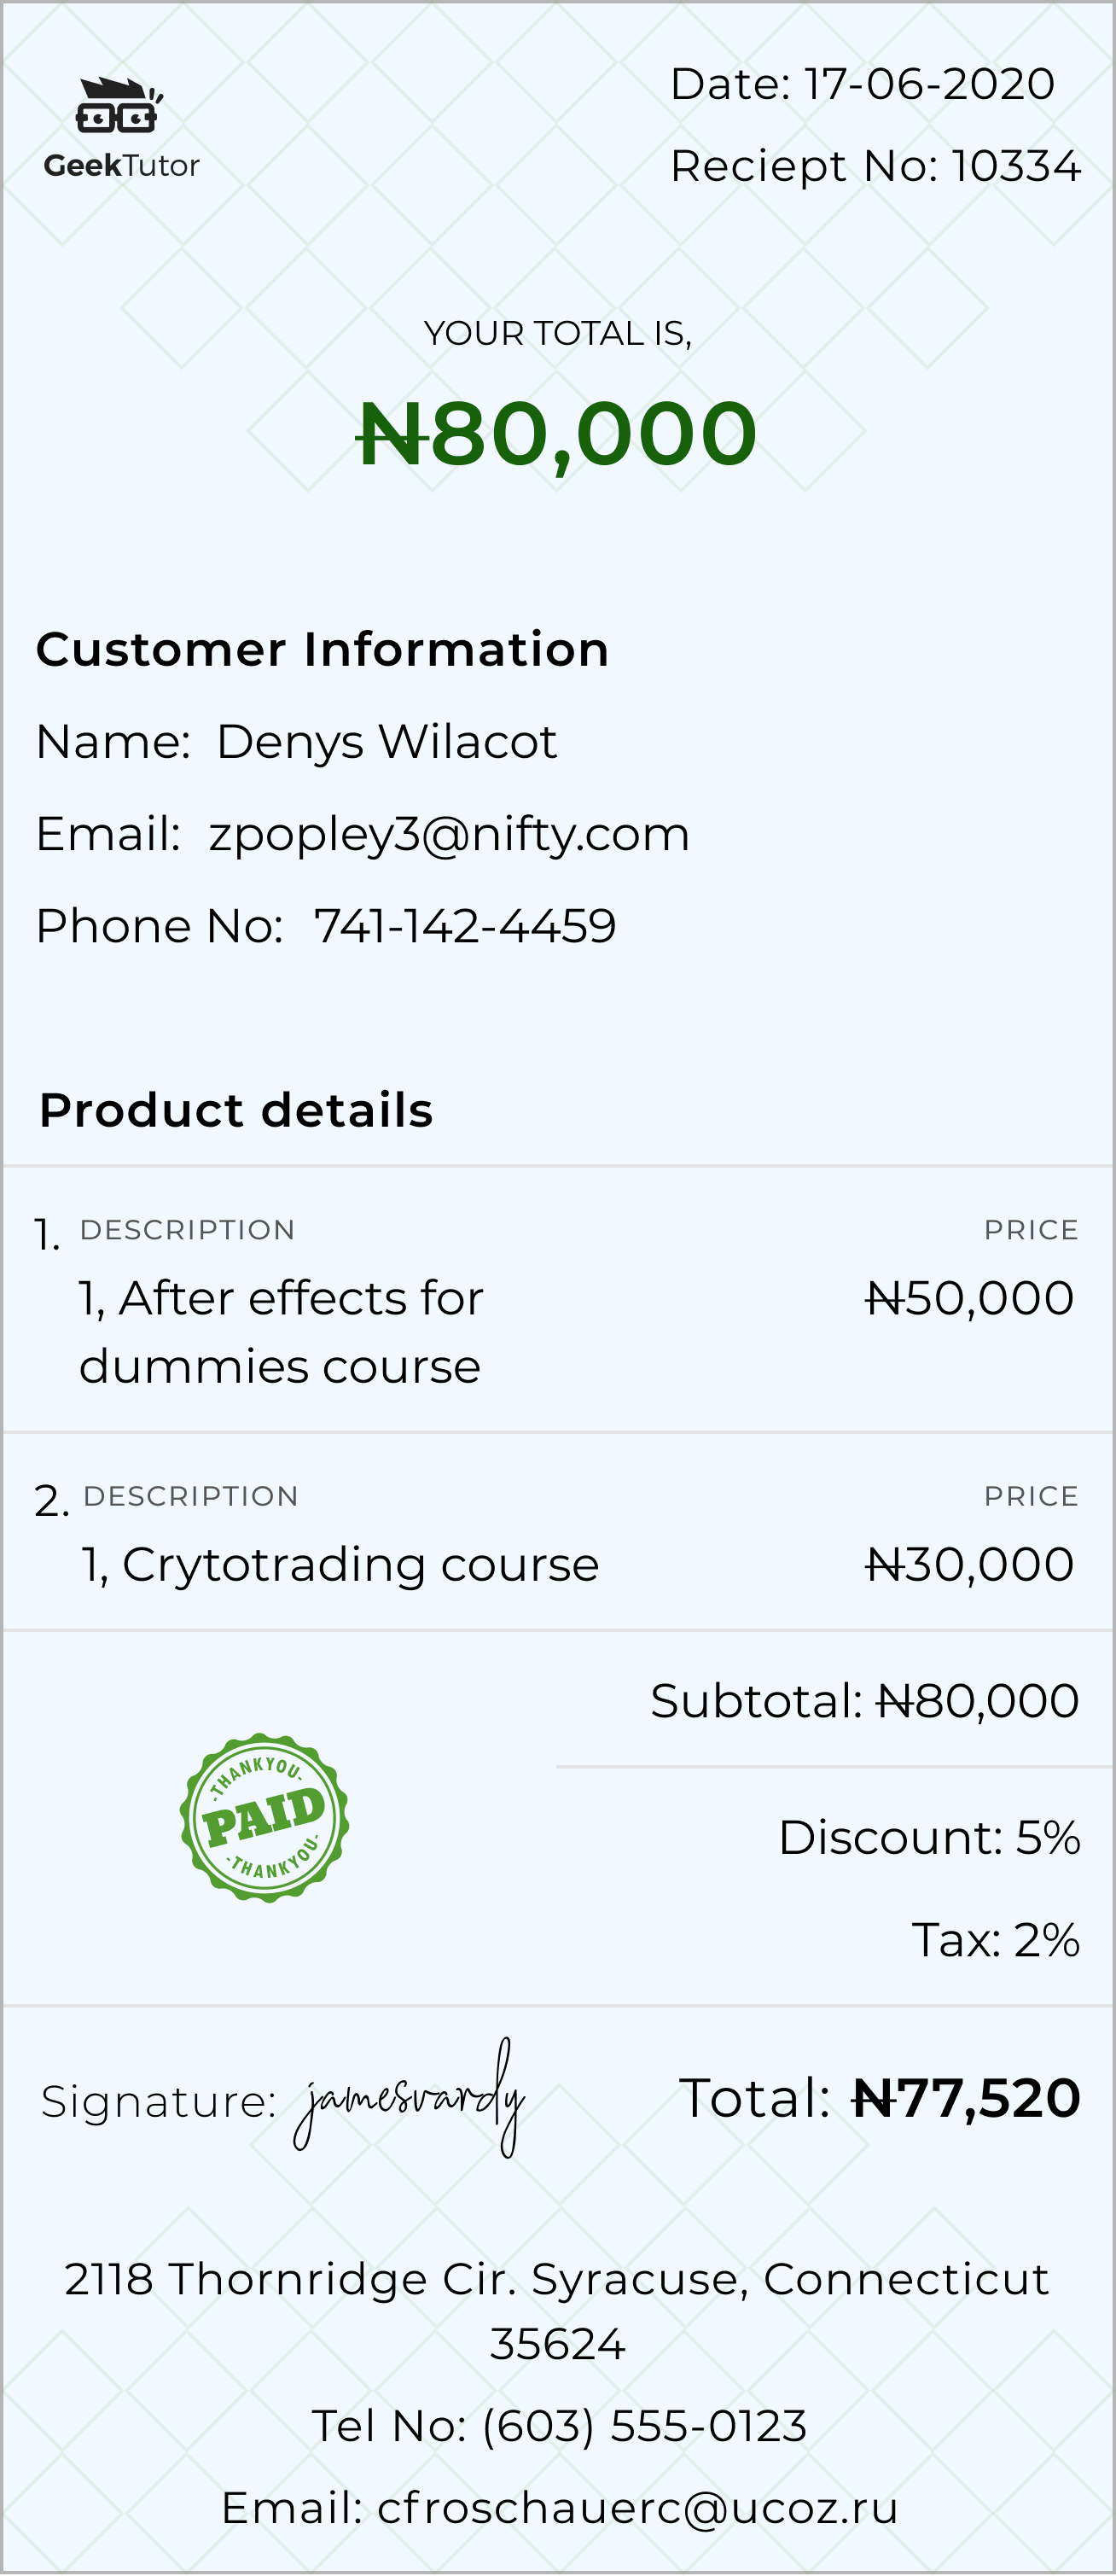 GeekTutor
Date: 17-06-2020
Reciept No: 10334
YOUR TOTAL IS,
₦80,000
Customer Information
Name: Denys Wilacot
Email: zpopley3@nifty.com
Phone No: 741-142-4459
Product details
1. DESCRIPTION PRICE
1, After effects for ₦50,000
dummies course
2. DESCRIPTION PRICE
1, Crytotrading course ₦30,000
Subtotal: ₦80,000
-THANKYOU-
PAID
-THANKYOU-
Discount: 5%
Tax: 2%
Signature: jamesvardy
Total: ₦77,520
2118 Thornridge Cir. Syracuse, Connecticut
35624
Tel No: (603) 555-0123
Email: cfroschauerc@ucoz.ru